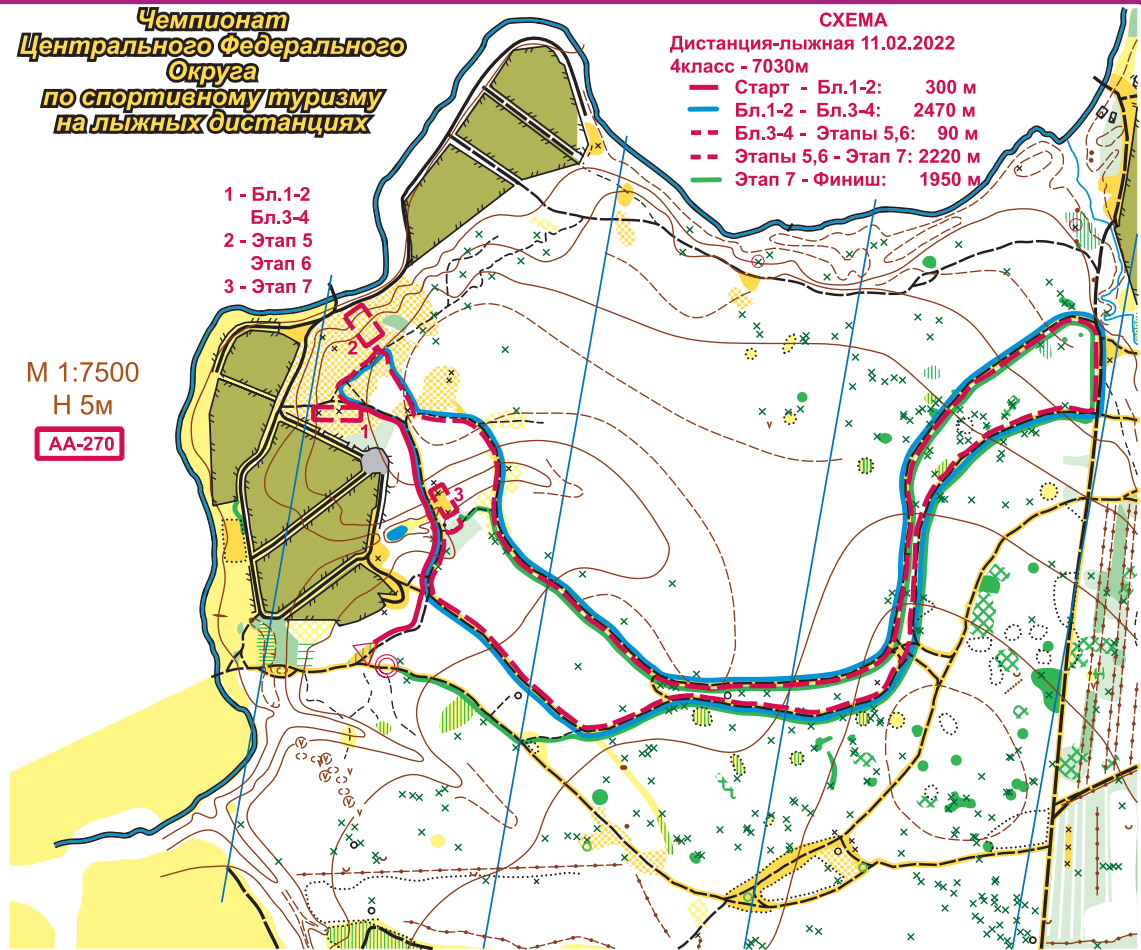 Чемпионат
Центрального Федерального
Округа
по спортивному туризму
на лыжных дистанциях
СХЕМА
Дистанция-лыжная 11.02.2022
4класс - 7030м
Старт - Бл.1-2: 300 м
Бл.1-2 - Бл.3-4: 2470 м
Бл.3-4 - Этапы 5,6: 90 м
Этапы 5,6 - Этап 7: 2220 м
Этап 7 - Финиш: 1950 м
1 - Бл.1-2
Бл.3-4
2 - Этап 5
Этап 6
3 - Этап 7
М 1:7500
Н 5м
АА-270
2
1
3